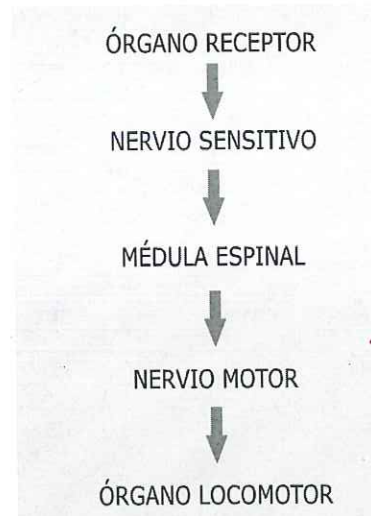 ÓRGANO RECEPTOR
NERVIO SENSITIVO
MÉDULA ESPINAL
NERVIO MOTOR
ÓRGANO LOCOMOTOR